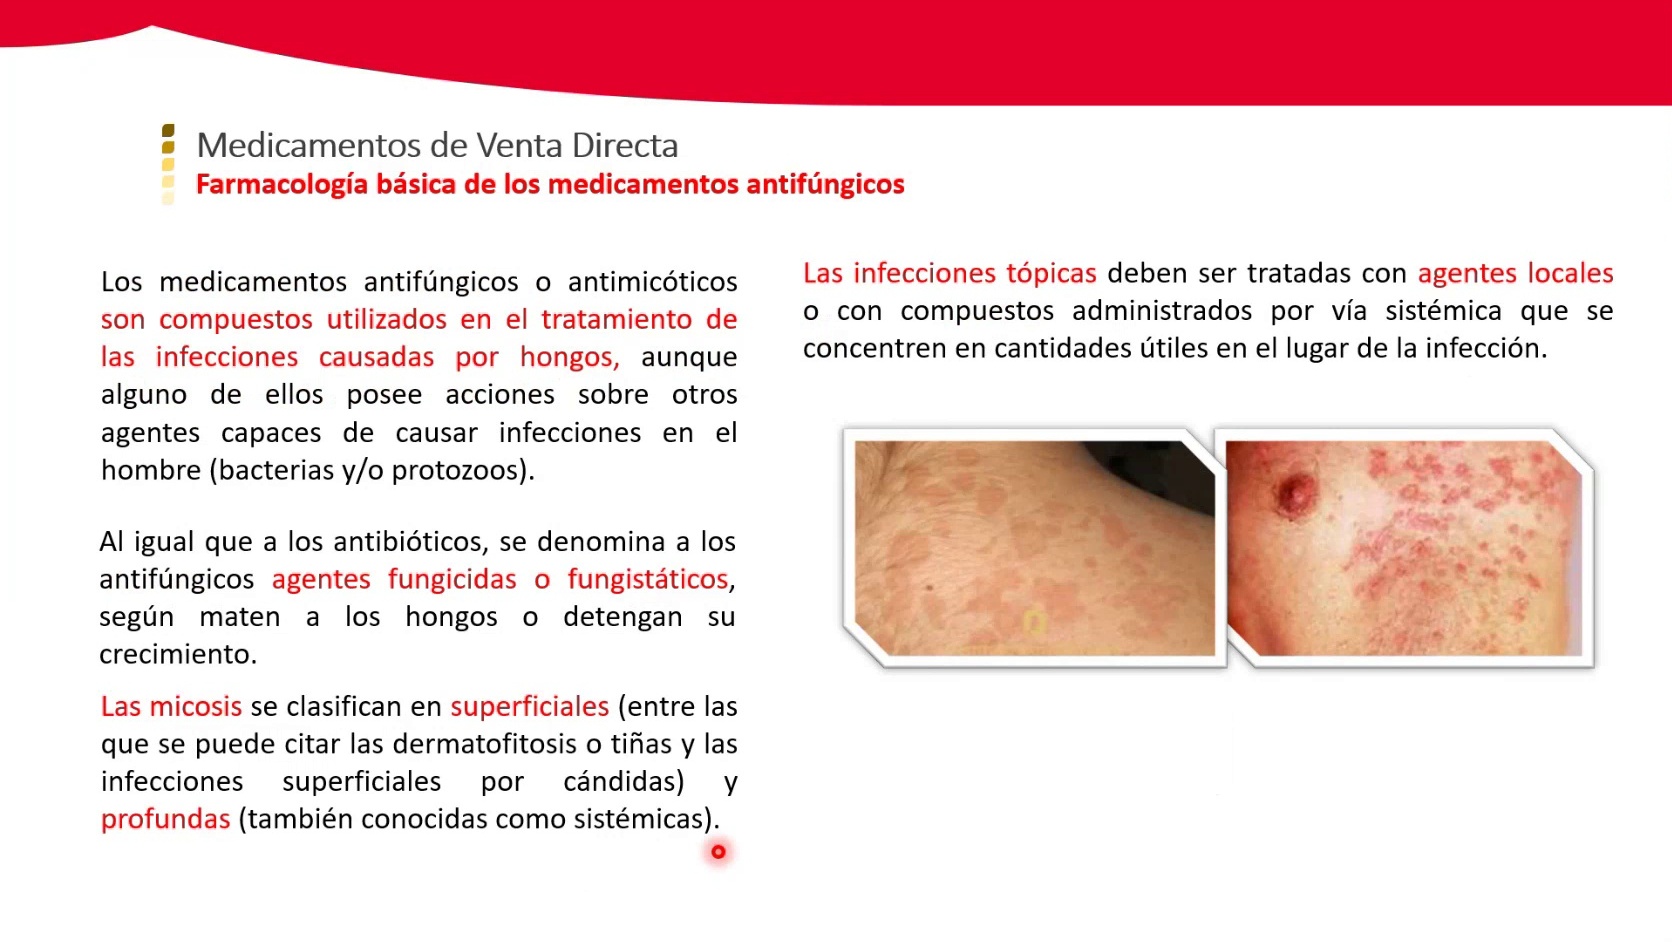 Medicamentos de Venta Directa
Farmacología básica de los medicamentos antifúngicos
Los medicamentos antifúngicos o antimicóticos
son compuestos utilizados en el tratamiento de
las infecciones causadas por hongos, aunque
alguno de ellos posee acciones sobre otros
agentes capaces de causar infecciones en el
hombre (bacterias y/o protozoos).
Al igual que a los antibióticos, se denomina a los
antifúngicos agentes fungicidas o fungistáticos,
según maten a los hongos o detengan su
crecimiento.
Las micosis se clasifican en superficiales (entre las
que se puede citar las dermatofitosis o tiñas y las
infecciones superficiales por cándidas) y
profundas (también conocidas como sistémicas).
Las infecciones tópicas deben ser tratadas con agentes locales
o con compuestos administrados por vía sistémica que se
concentren en cantidades útiles en el lugar de la infección.